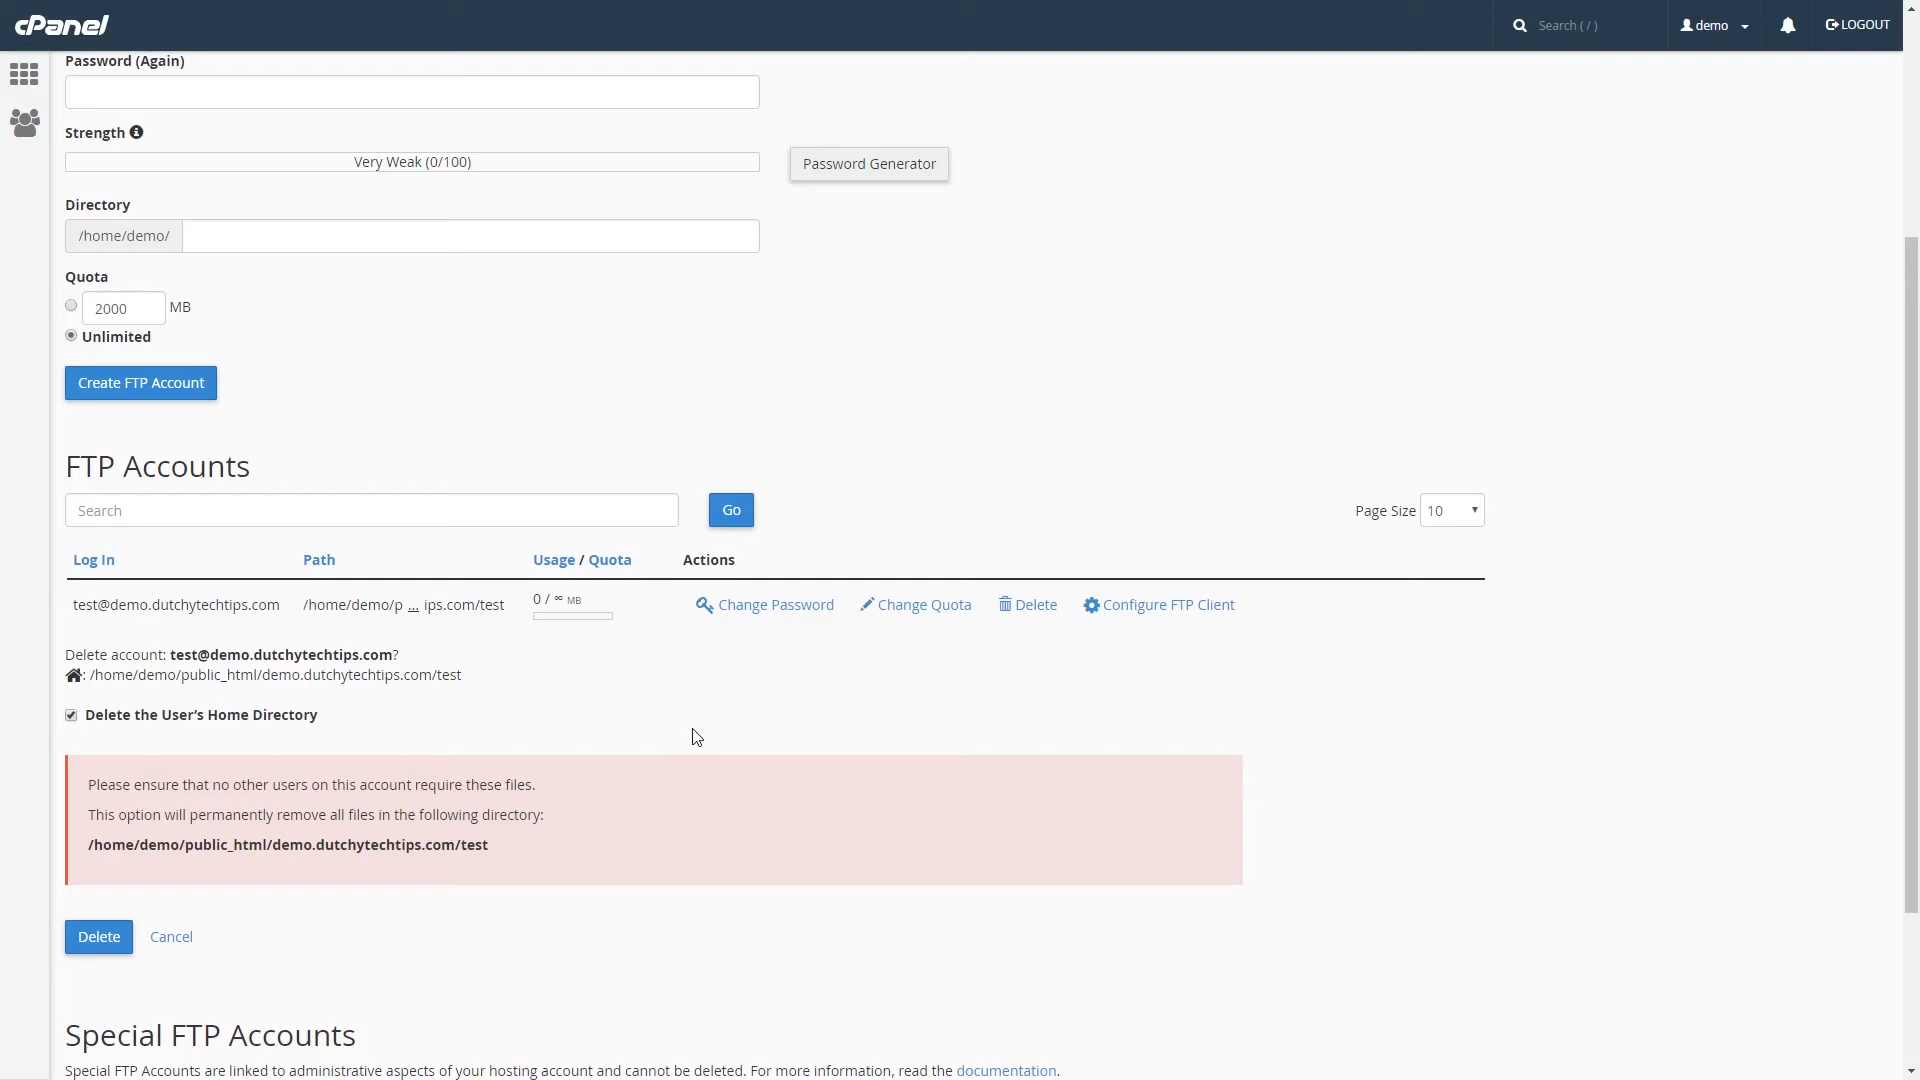 cPanel
Search ( / )
demo
LOGOUT
Password (Again)
Strength
Very Weak (0/100)
Password Generator
Directory
/home/demo/
Quota
2000 MB
Unlimited
Create FTP Account
FTP Accounts
Search
Go
Page Size 10
Log In Path Usage / Quota Actions
test@demo.dutchytechtips.com /home/demo/p ... ips.com/test 0 / ∞ MB Change Password Change Quota Delete Configure FTP Client
Delete account: test@demo.dutchytechtips.com?
: /home/demo/public_html/demo.dutchytechtips.com/test
Delete the User’s Home Directory
Please ensure that no other users on this account require these files.
This option will permanently remove all files in the following directory:
/home/demo/public_html/demo.dutchytechtips.com/test
Delete Cancel
Special FTP Accounts
Special FTP Accounts are linked to administrative aspects of your hosting account and cannot be deleted. For more information, read the documentation.